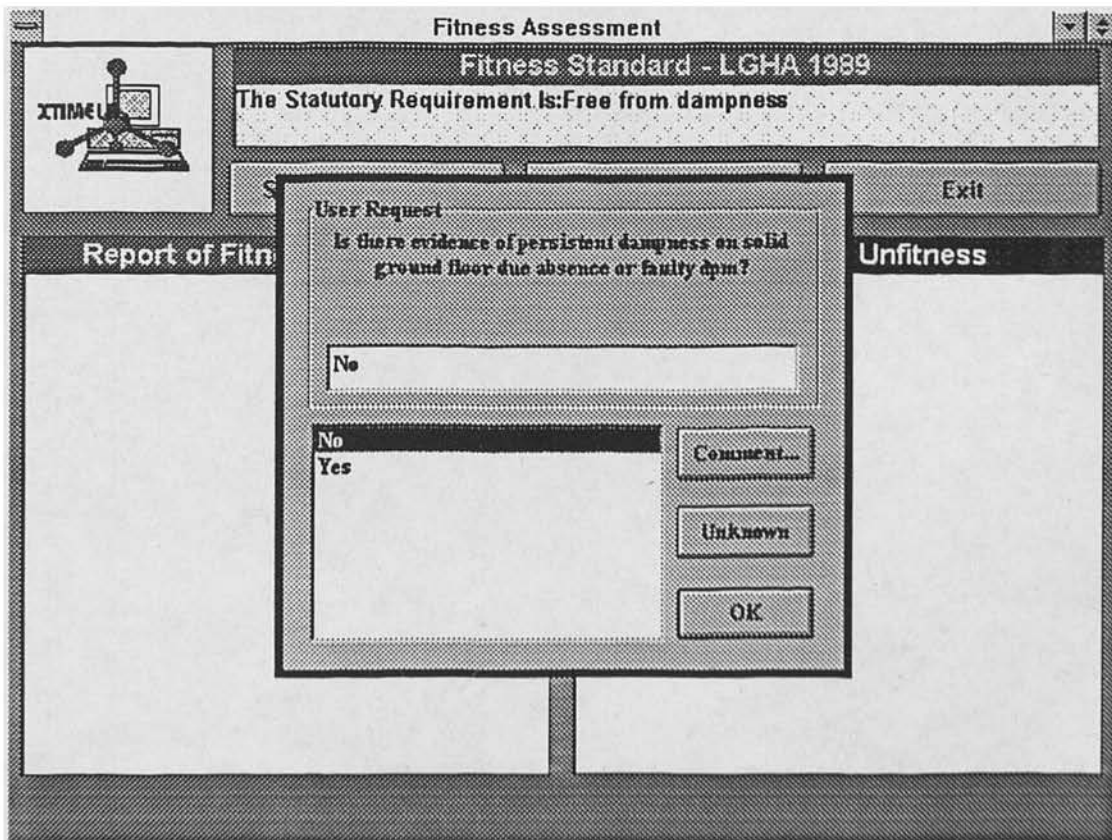 Fitness Assessment
Fitness Standard - LGHA 1989
The Statutory Requirement Is:Free from dampness
Exit
Report of
Unfitness
User Request
Is there evidence of persistent dampness on solid
ground floor due absence or faulty dpm?
No
No
Yes
Comment...
Unknown
OK